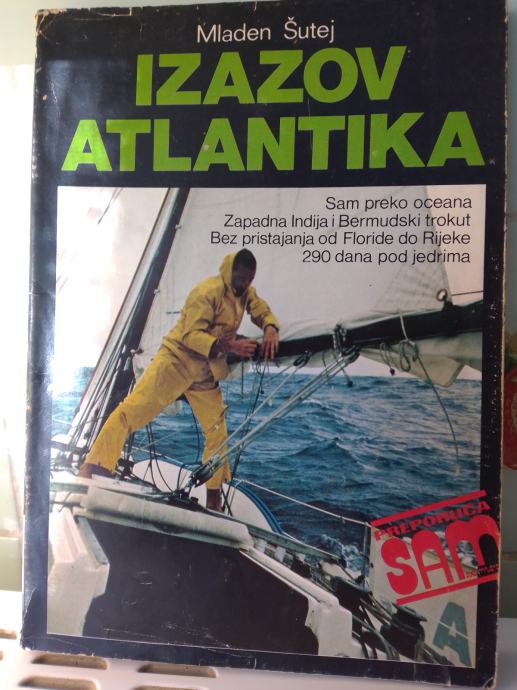 Mladen Šutej
IZAZOV
ATLANTIKA
Sam preko oceana
Zapadna Indija i Bermudski trokut
Bez pristajanja od Floride do Rijeke
290 dana pod jedrima
PREPORUCA
SAM
A